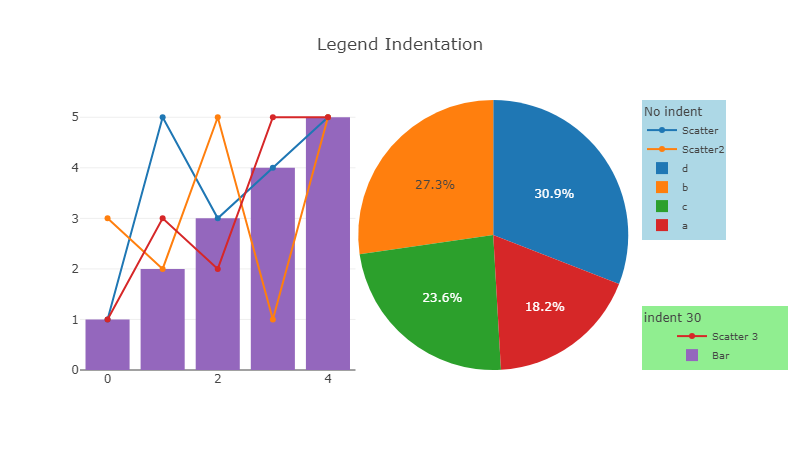 Legend Indentation
5
4
3
2
1
0
0
2
4
30.9%
27.3%
23.6%
18.2%
No indent
Scatter
Scatter2
d
b
c
a
indent 30
Scatter 3
Bar